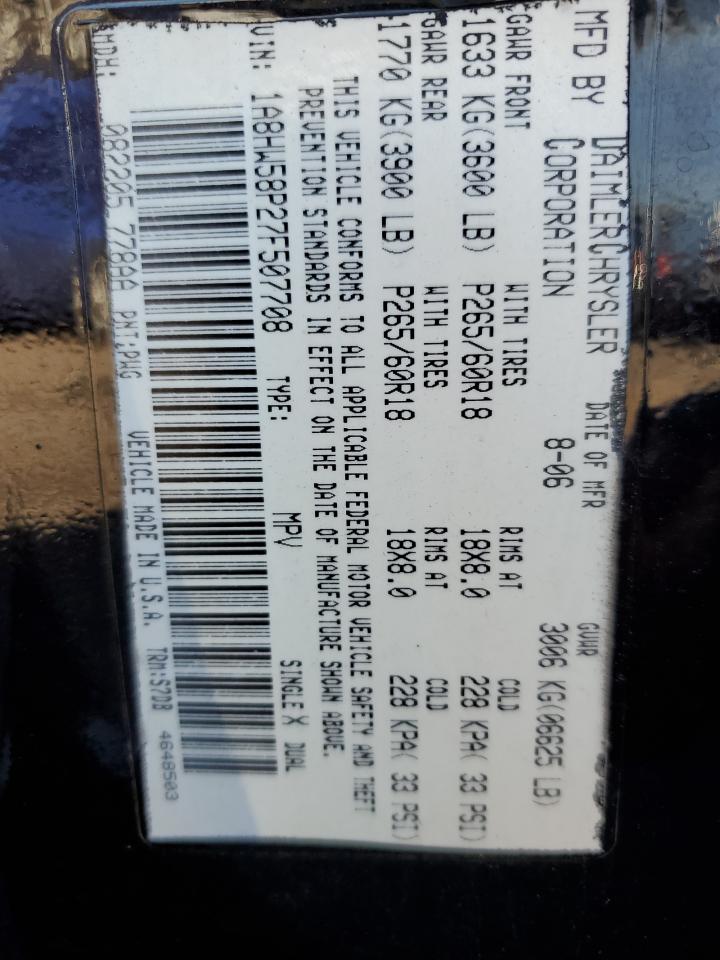 MFD BY DAIMLERCHRYSLER CORPORATION DATE OF MFR 8-06 GVWR 3006 KG(06625 LB)
GAWR FRONT WITH TIRES RIMS AT COLD
1633 KG(3600 LB) P265/60R18 18X8.0 228 KPA( 33 PSI)
GAWR REAR WITH TIRES RIMS AT COLD
1770 KG(3900 LB) P265/60R18 18X8.0 228 KPA( 33 PSI)
THIS VEHICLE CONFORMS TO ALL APPLICABLE FEDERAL MOTOR VEHICLE SAFETY AND THEFT
PREVENTION STANDARDS IN EFFECT ON THE DATE OF MANUFACTURE SHOWN ABOVE.
VIN: 1A8HW58P27F507708 TYPE: MPV SINGLE X DUAL
MDH: 082205 778AA PNT:PWG VEHICLE MADE IN U.S.A. TRM:S7DB 4648503